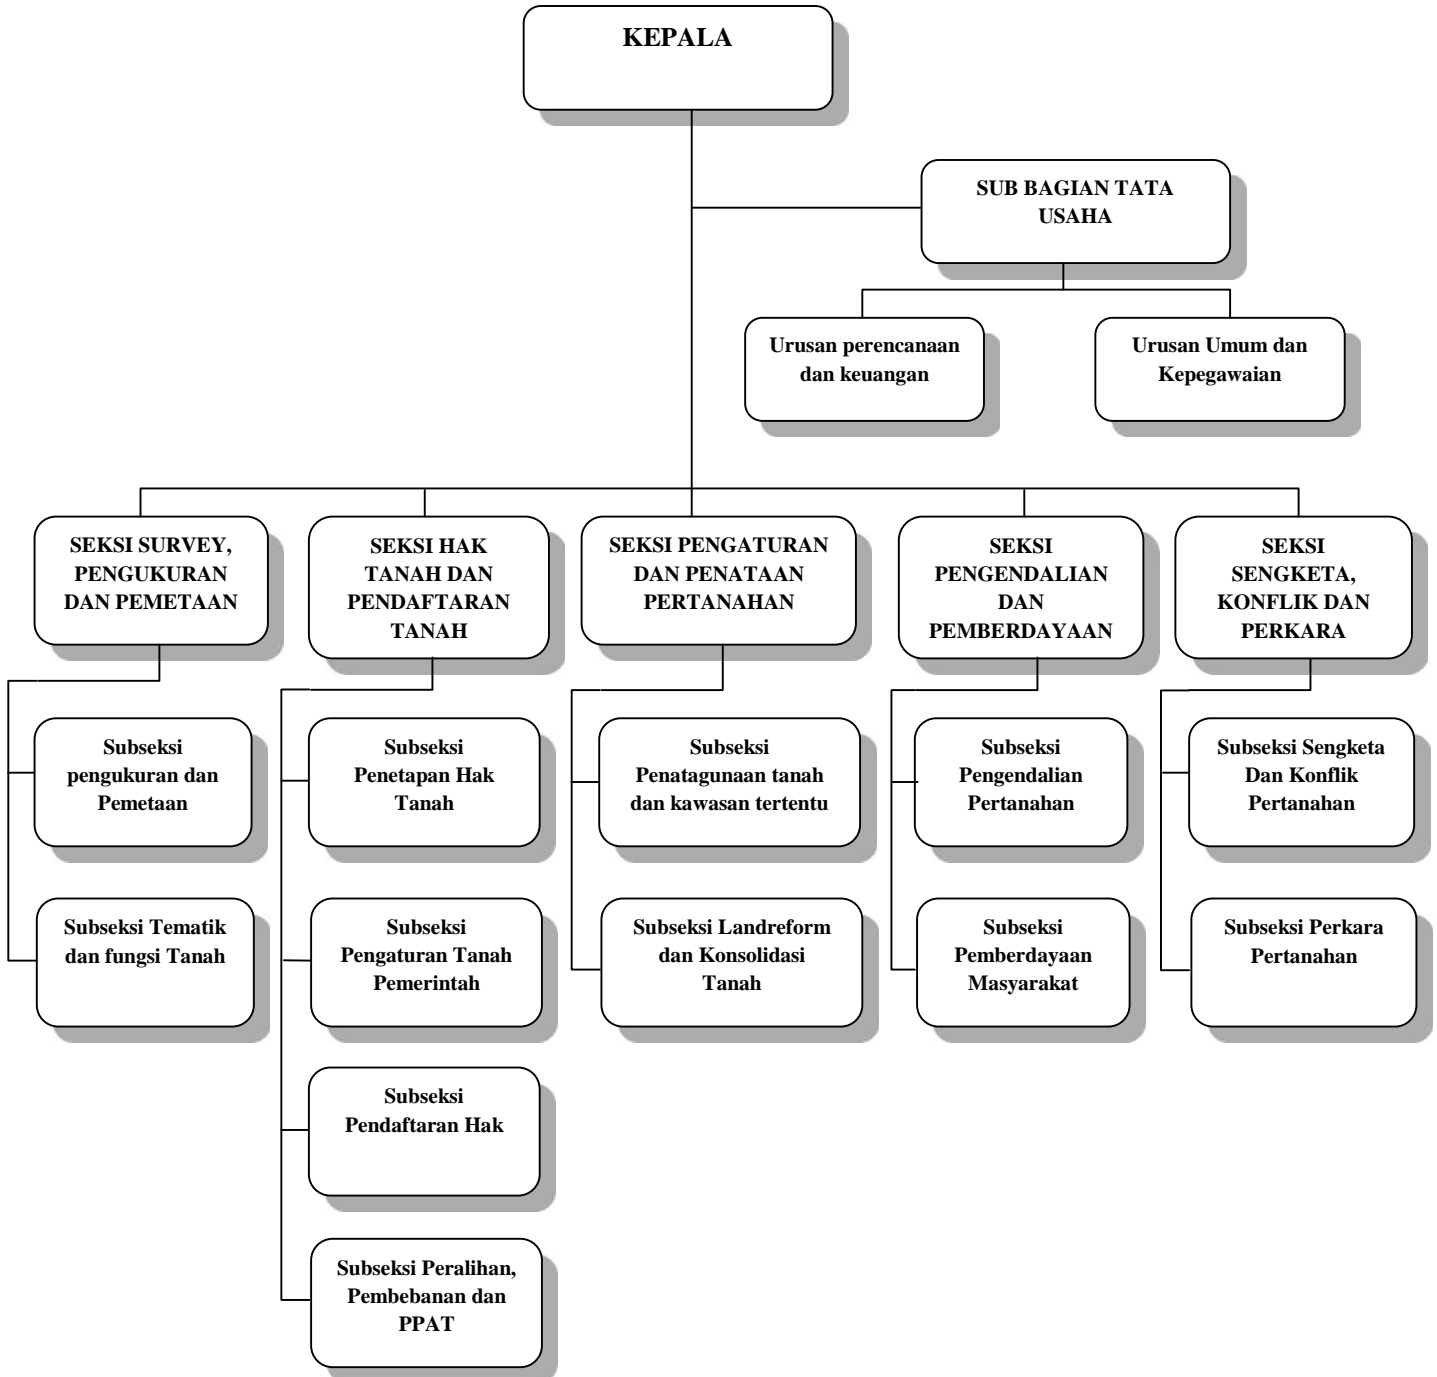 KEPALA
SUB BAGIAN TATA
USAHA
Urusan perencanaan
dan keuangan
Urusan Umum dan
Kepegawaian
SEKSI SURVEY,
PENGUKURAN
DAN PEMETAAN
SEKSI HAK
TANAH DAN
PENDAFTARAN
TANAH
SEKSI PENGATURAN
DAN PENATAAN
PERTANAHAN
SEKSI
PENGENDALIAN
DAN
PEMBERDAYAAN
SEKSI
SENGKETA,
KONFLIK DAN
PERKARA
Subseksi
pengukuran dan
Pemetaan
Subseksi
Penetapan Hak
Tanah
Subseksi
Penatagunaan tanah
dan kawasan tertentu
Subseksi
Pengendalian
Pertanahan
Subseksi Sengketa
Dan Konflik
Pertanahan
Subseksi Tematik
dan fungsi Tanah
Subseksi
Pengaturan Tanah
Pemerintah
Subseksi Landreform
dan Konsolidasi
Tanah
Subseksi
Pemberdayaan
Masyarakat
Subseksi Perkara
Pertanahan
Subseksi
Pendaftaran Hak
Subseksi Peralihan,
Pembebanan dan
PPAT